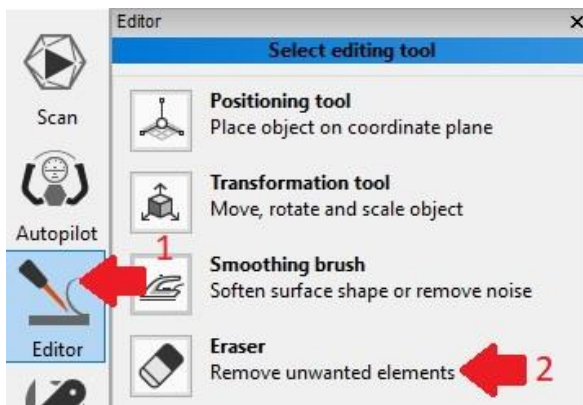 Editor
Select editing tool
Scan
Autopilot
Editor
Positioning tool
Place object on coordinate plane
Transformation tool
Move, rotate and scale object
1
Smoothing brush
Soften surface shape or remove noise
Eraser
Remove unwanted elements
2